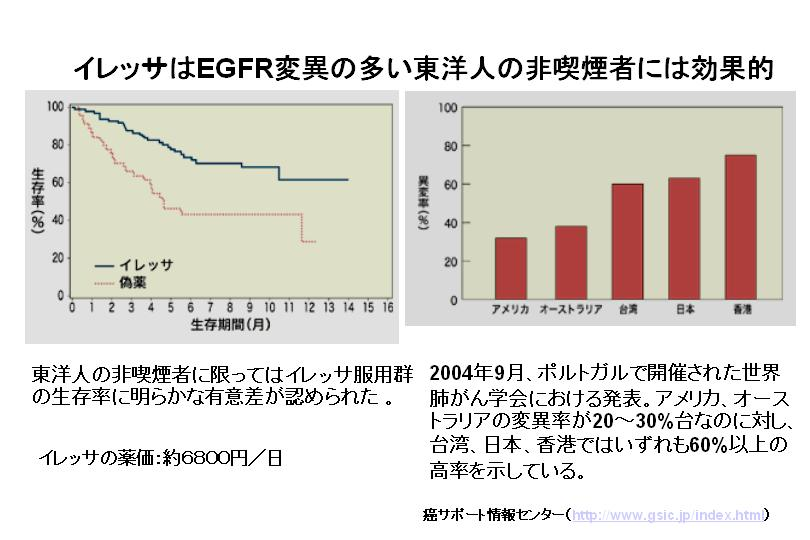 イレッサはEGFR変異の多い東洋人の非喫煙者には効果的
100
80
60
40
20
0
生存率(%)
イレッサ
偽薬
0 1 2 3 4 5 6 7 8 9 10 11 12 13 14 15 16
生存期間(月)
100
80
60
40
20
0
異変率(%)
アメリカ オーストラリア 台湾 日本 香港
東洋人の非喫煙者に限ってはイレッサ服用群
の生存率に明らかな有意差が認められた 。
イレッサの薬価：約6800円／日
2004年9月、ポルトガルで開催された世界
肺がん学会における発表。アメリカ、オース
トラリアの変異率が20～30%台なのに対し、
台湾、日本、香港ではいずれも60%以上の
高率を示している。
癌サポート情報センター（http://www.gsic.jp/index.html）